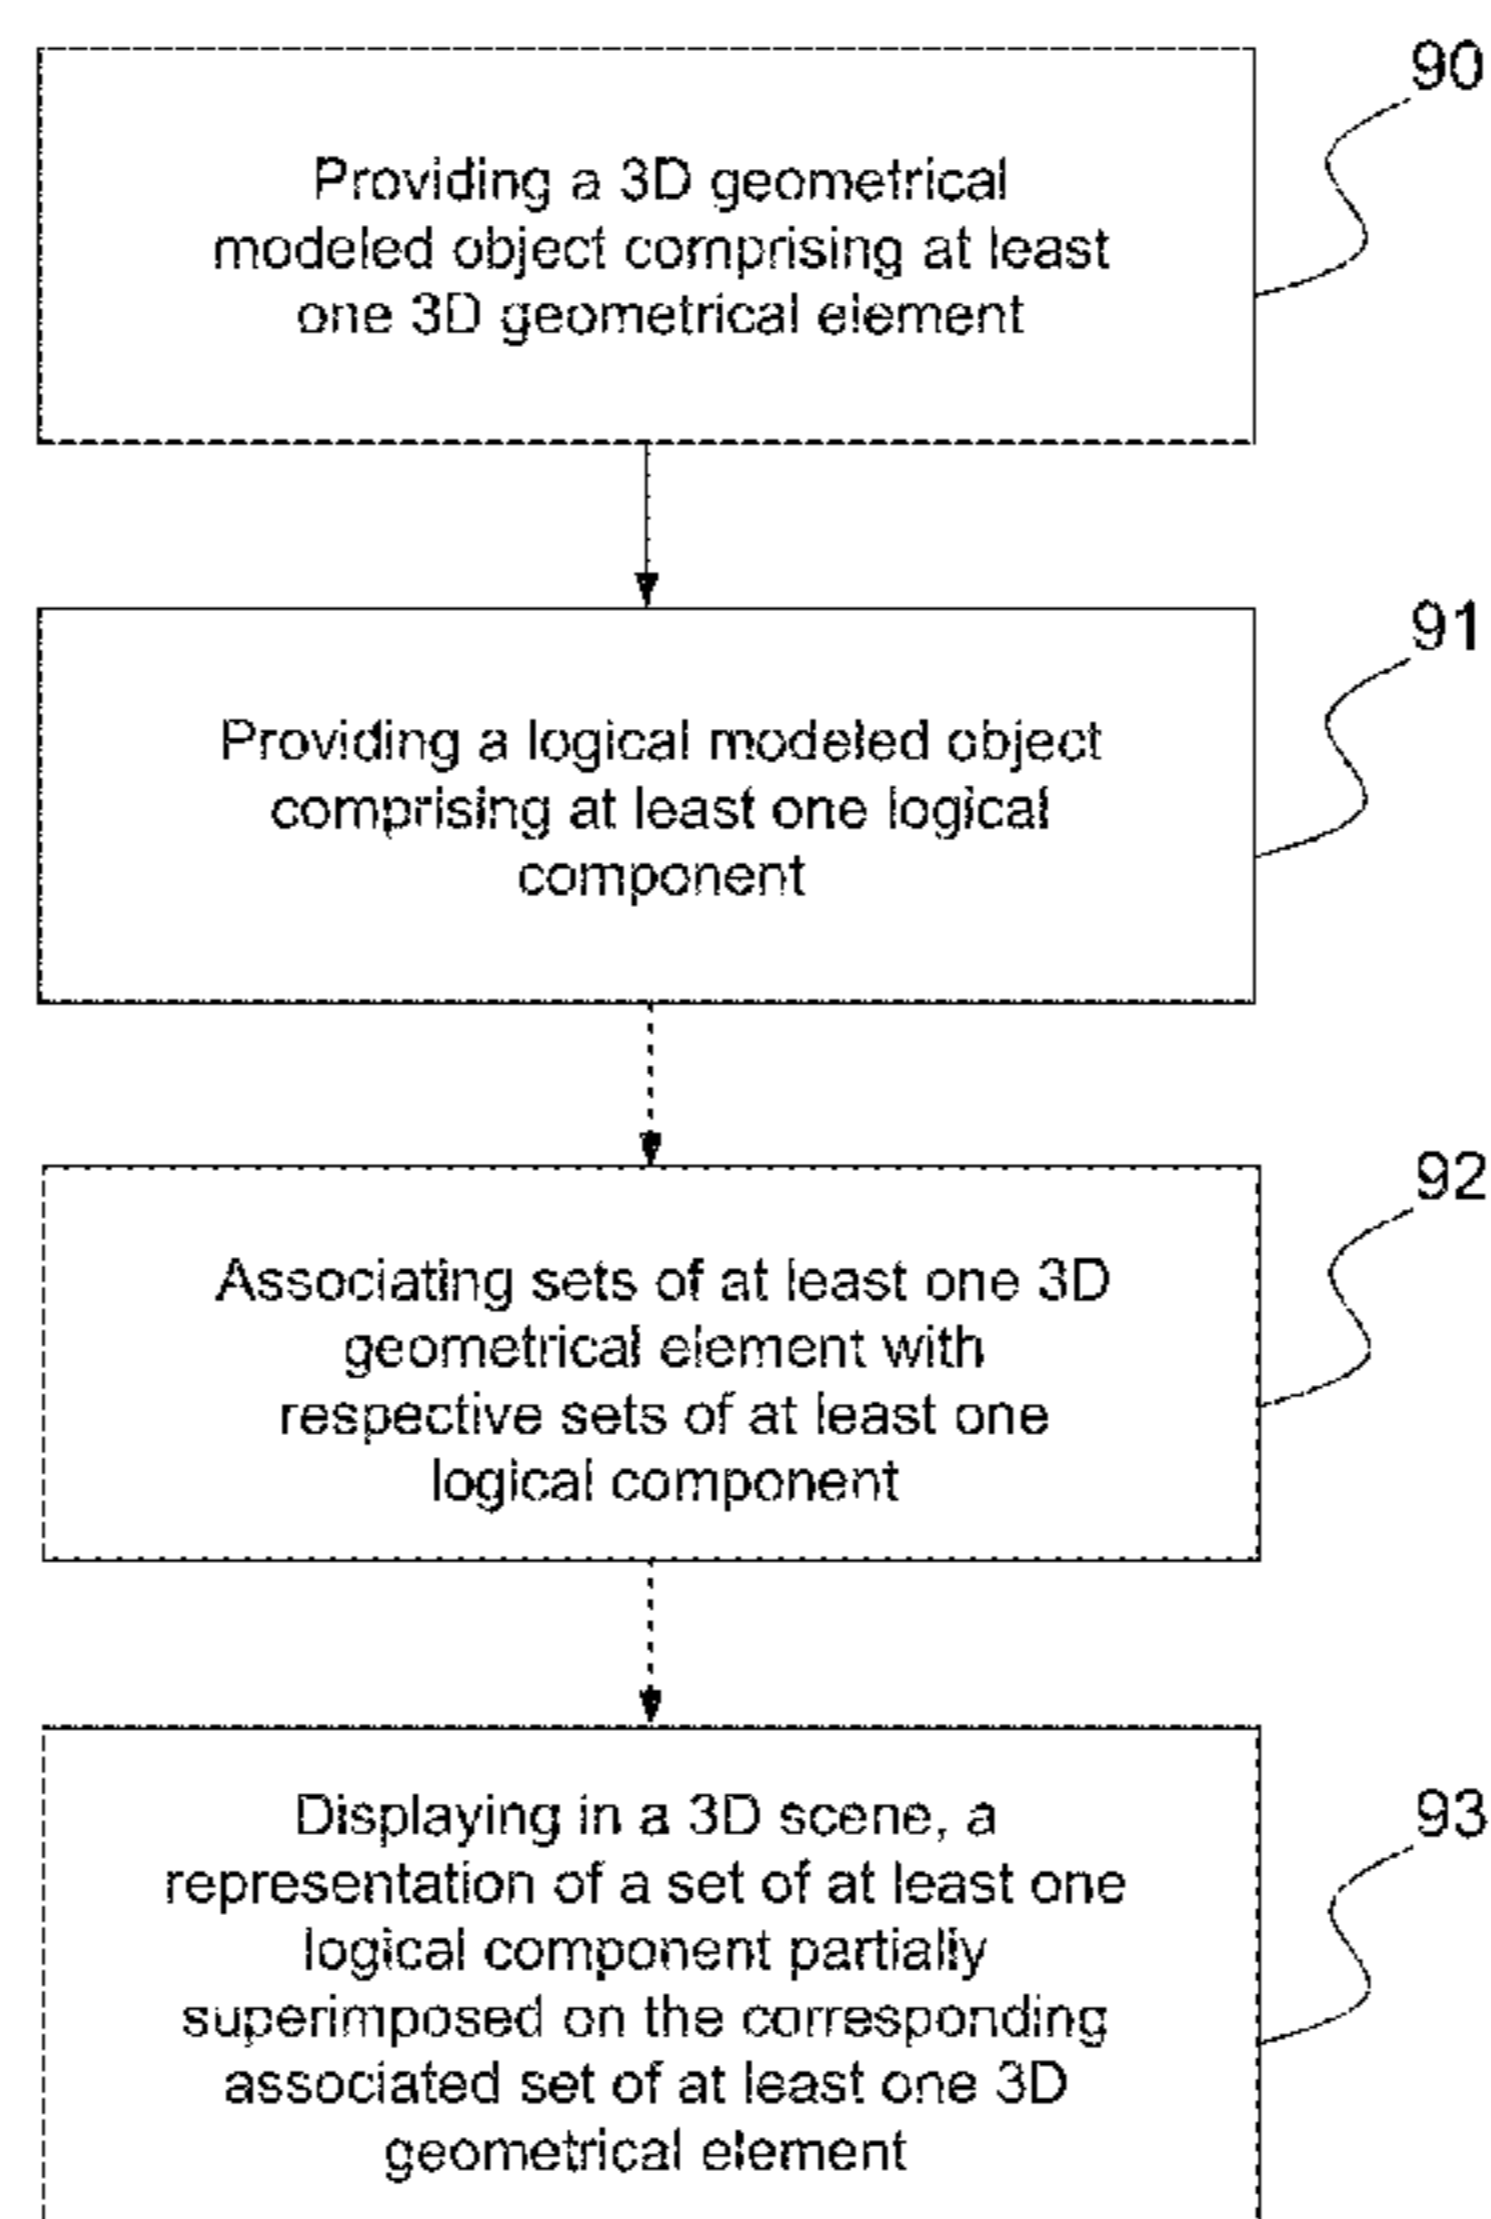 90
Providing a 3D geometrical
modeled object comprising at least
one 3D geometrical element
91
Providing a logical modeled object
comprising at least one logical
component
92
Associating sets of at least one 3D
geometrical element with
respective sets of at least one
logical component
93
Displaying in a 3D scene, a
representation of a set of at least one
logical component partially
superimposed on the corresponding
associated set of at least one 3D
geometrical element